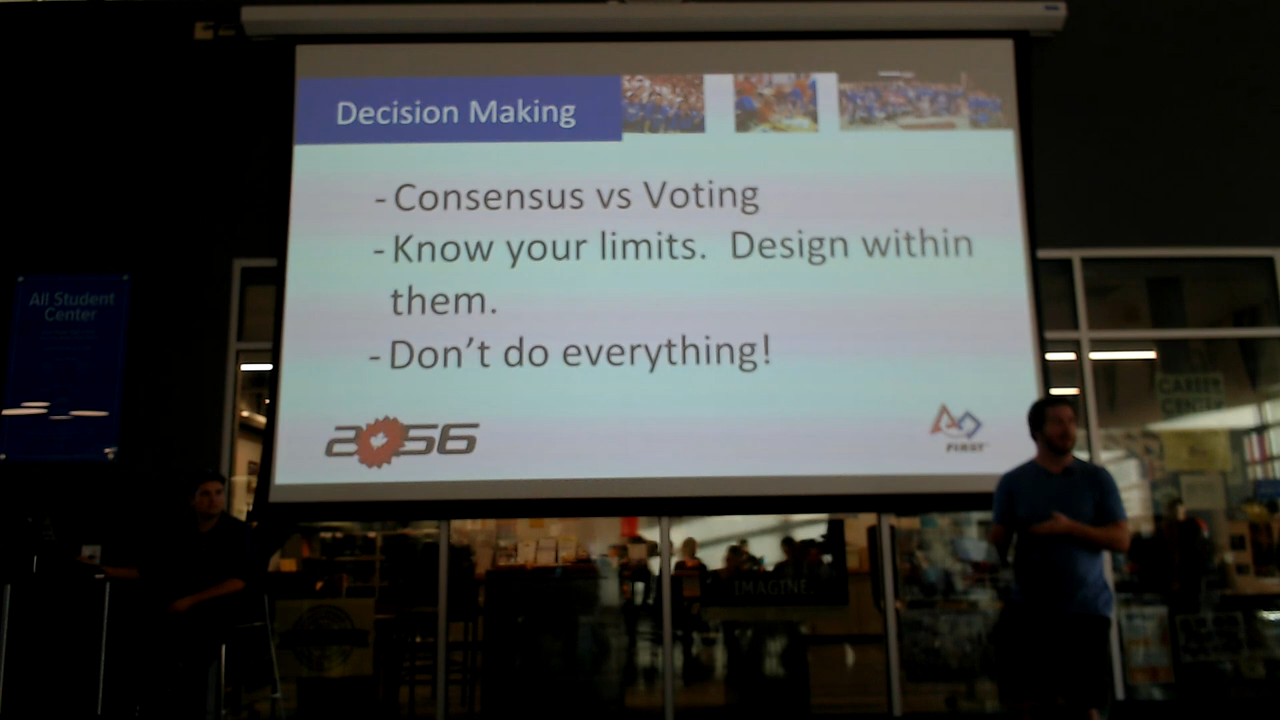 Decision Making
- Consensus vs Voting
- Know your limits.  Design within
them.
- Don't do everything!
2056
FIRST
All Student
Center
CAREER
CENTER
IMAGINE.